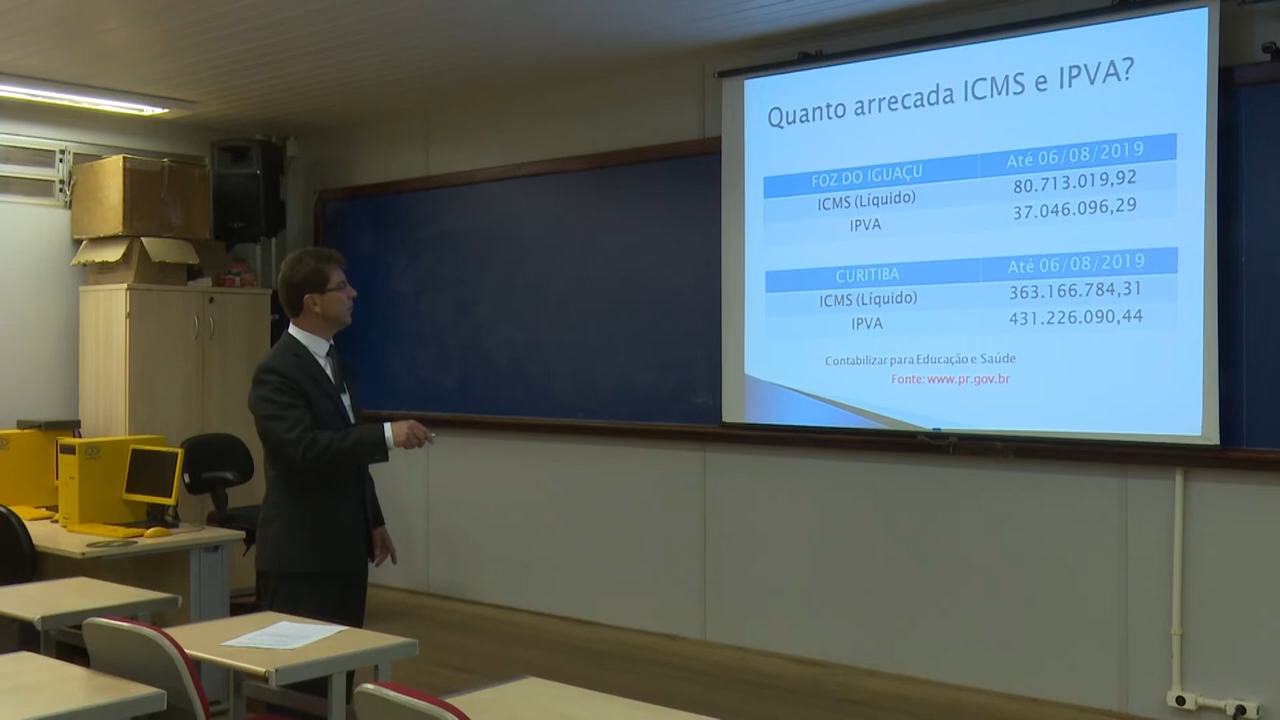 Quanto arrecada ICMS e IPVA?
FOZ DO IGUAÇU Até 06/08/2019
ICMS (Líquido) 80.713.019,92
IPVA 37.046.096,29
CURITIBA Até 06/08/2019
ICMS (Líquido) 363.166.784,31
IPVA 431.226.090,44
Contabilizar para Educação e Saúde
Fonte: www.pr.gov.br